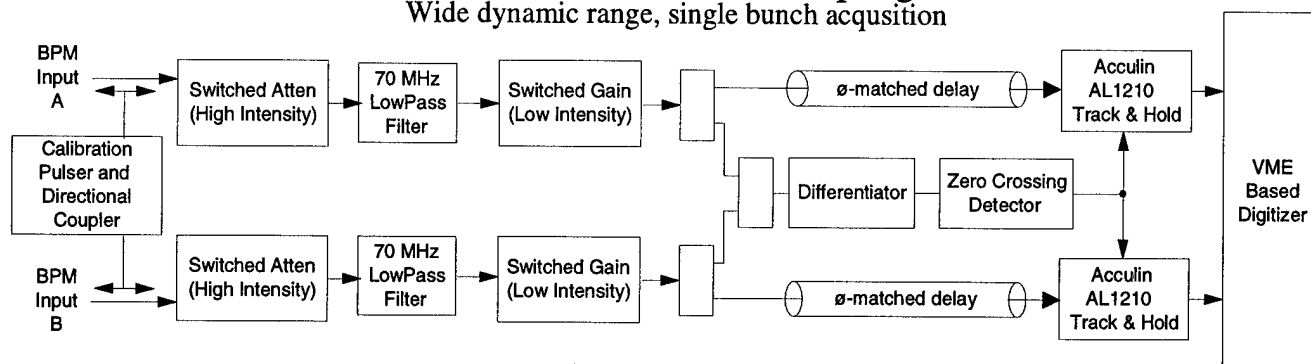 Wide dynamic range, single bunch acqusition
BPM
Input
A
Switched Atten
(High Intensity)
70 MHz
LowPass
Filter
Switched Gain
(Low Intensity)
ø-matched delay
Acculin
AL1210
Track & Hold
Calibration
Pulser and
Directional
Coupler
Differentiator
Zero Crossing
Detector
VME
Based
Digitizer
BPM
Input
B
Switched Atten
(High Intensity)
70 MHz
LowPass
Filter
Switched Gain
(Low Intensity)
ø-matched delay
Acculin
AL1210
Track & Hold